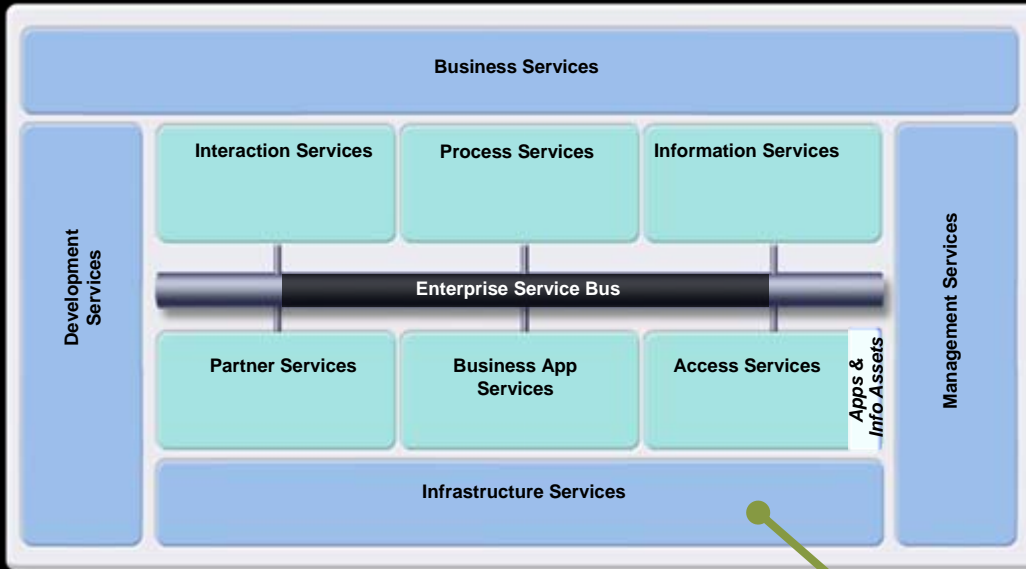 Business Services
Interaction Services
Process Services
Information Services
Development
Services
Enterprise Service Bus
Management Services
Partner Services
Business App
Services
Access Services
Apps &
Info Assets
Infrastructure Services